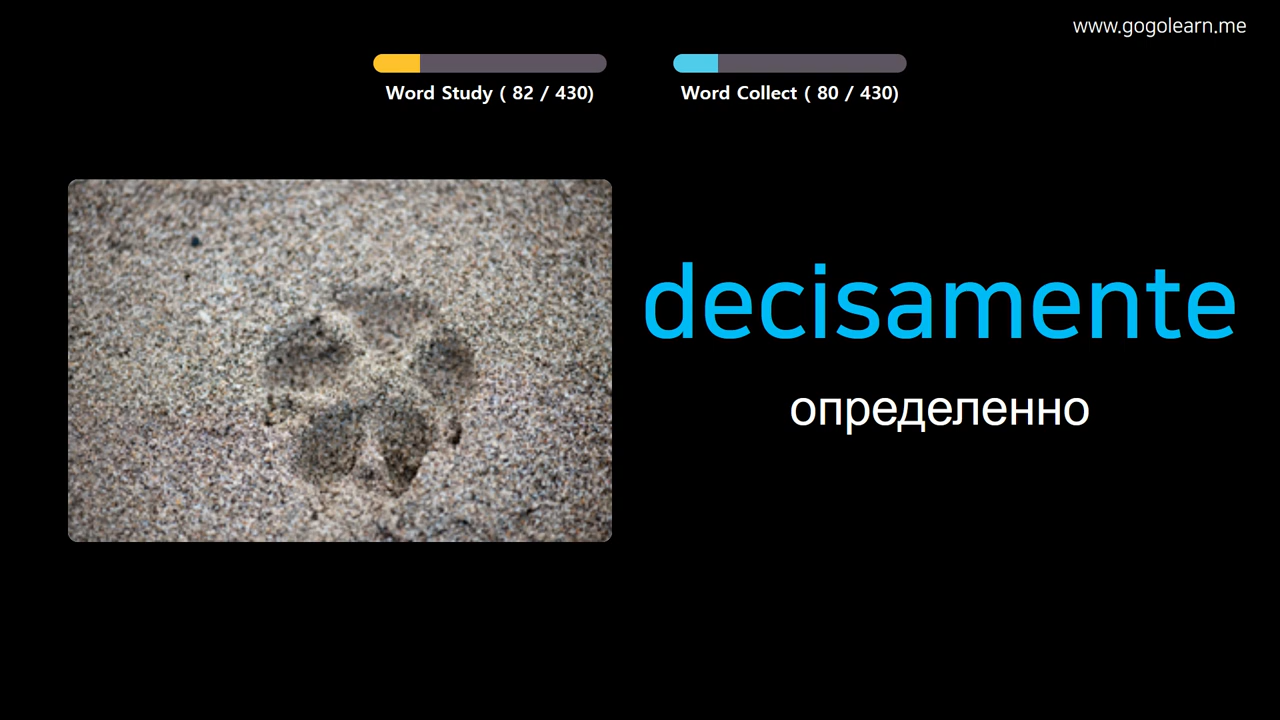 www.gogolearn.me
Word Study ( 82 / 430)
Word Collect ( 80 / 430)
decisamente
определенно